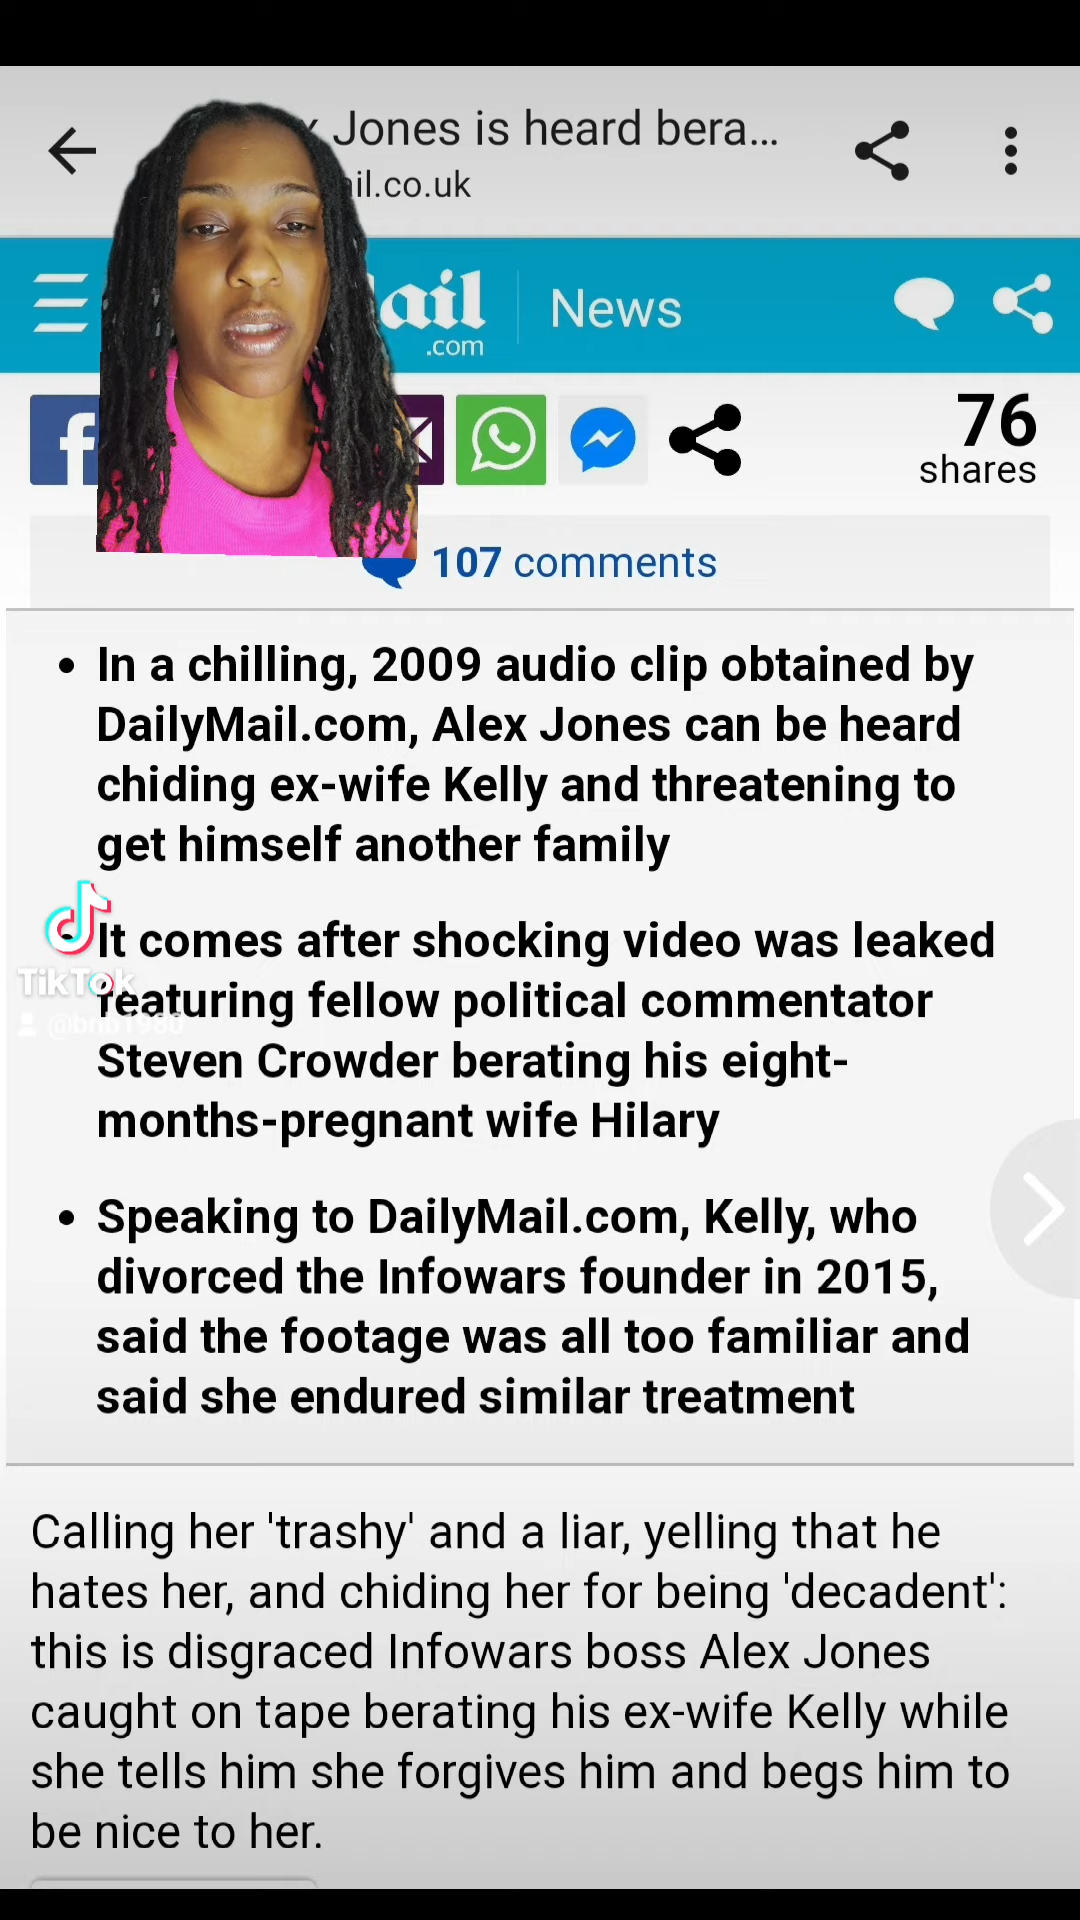 Jones is heard bera...
il.co.uk
ail
.com
News
f
76
shares
107 comments
• In a chilling, 2009 audio clip obtained by
DailyMail.com, Alex Jones can be heard
chiding ex-wife Kelly and threatening to
get himself another family
• It comes after shocking video was leaked
featuring fellow political commentator
Steven Crowder berating his eight-
months-pregnant wife Hilary
TikTok
@bnb1980
• Speaking to DailyMail.com, Kelly, who
divorced the Infowars founder in 2015,
said the footage was all too familiar and
said she endured similar treatment
Calling her 'trashy' and a liar, yelling that he
hates her, and chiding her for being 'decadent':
this is disgraced Infowars boss Alex Jones
caught on tape berating his ex-wife Kelly while
she tells him she forgives him and begs him to
be nice to her.